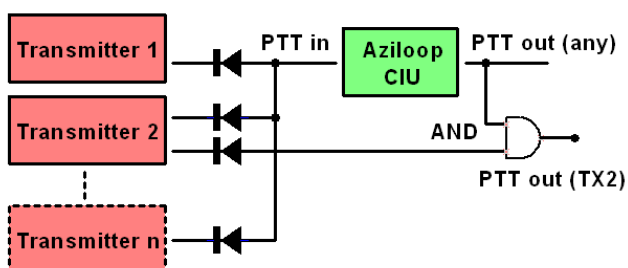 Transmitter 1
PTT in
Aziloop
CIU
PTT out (any)
Transmitter 2
AND
PTT out (TX2)
Transmitter n